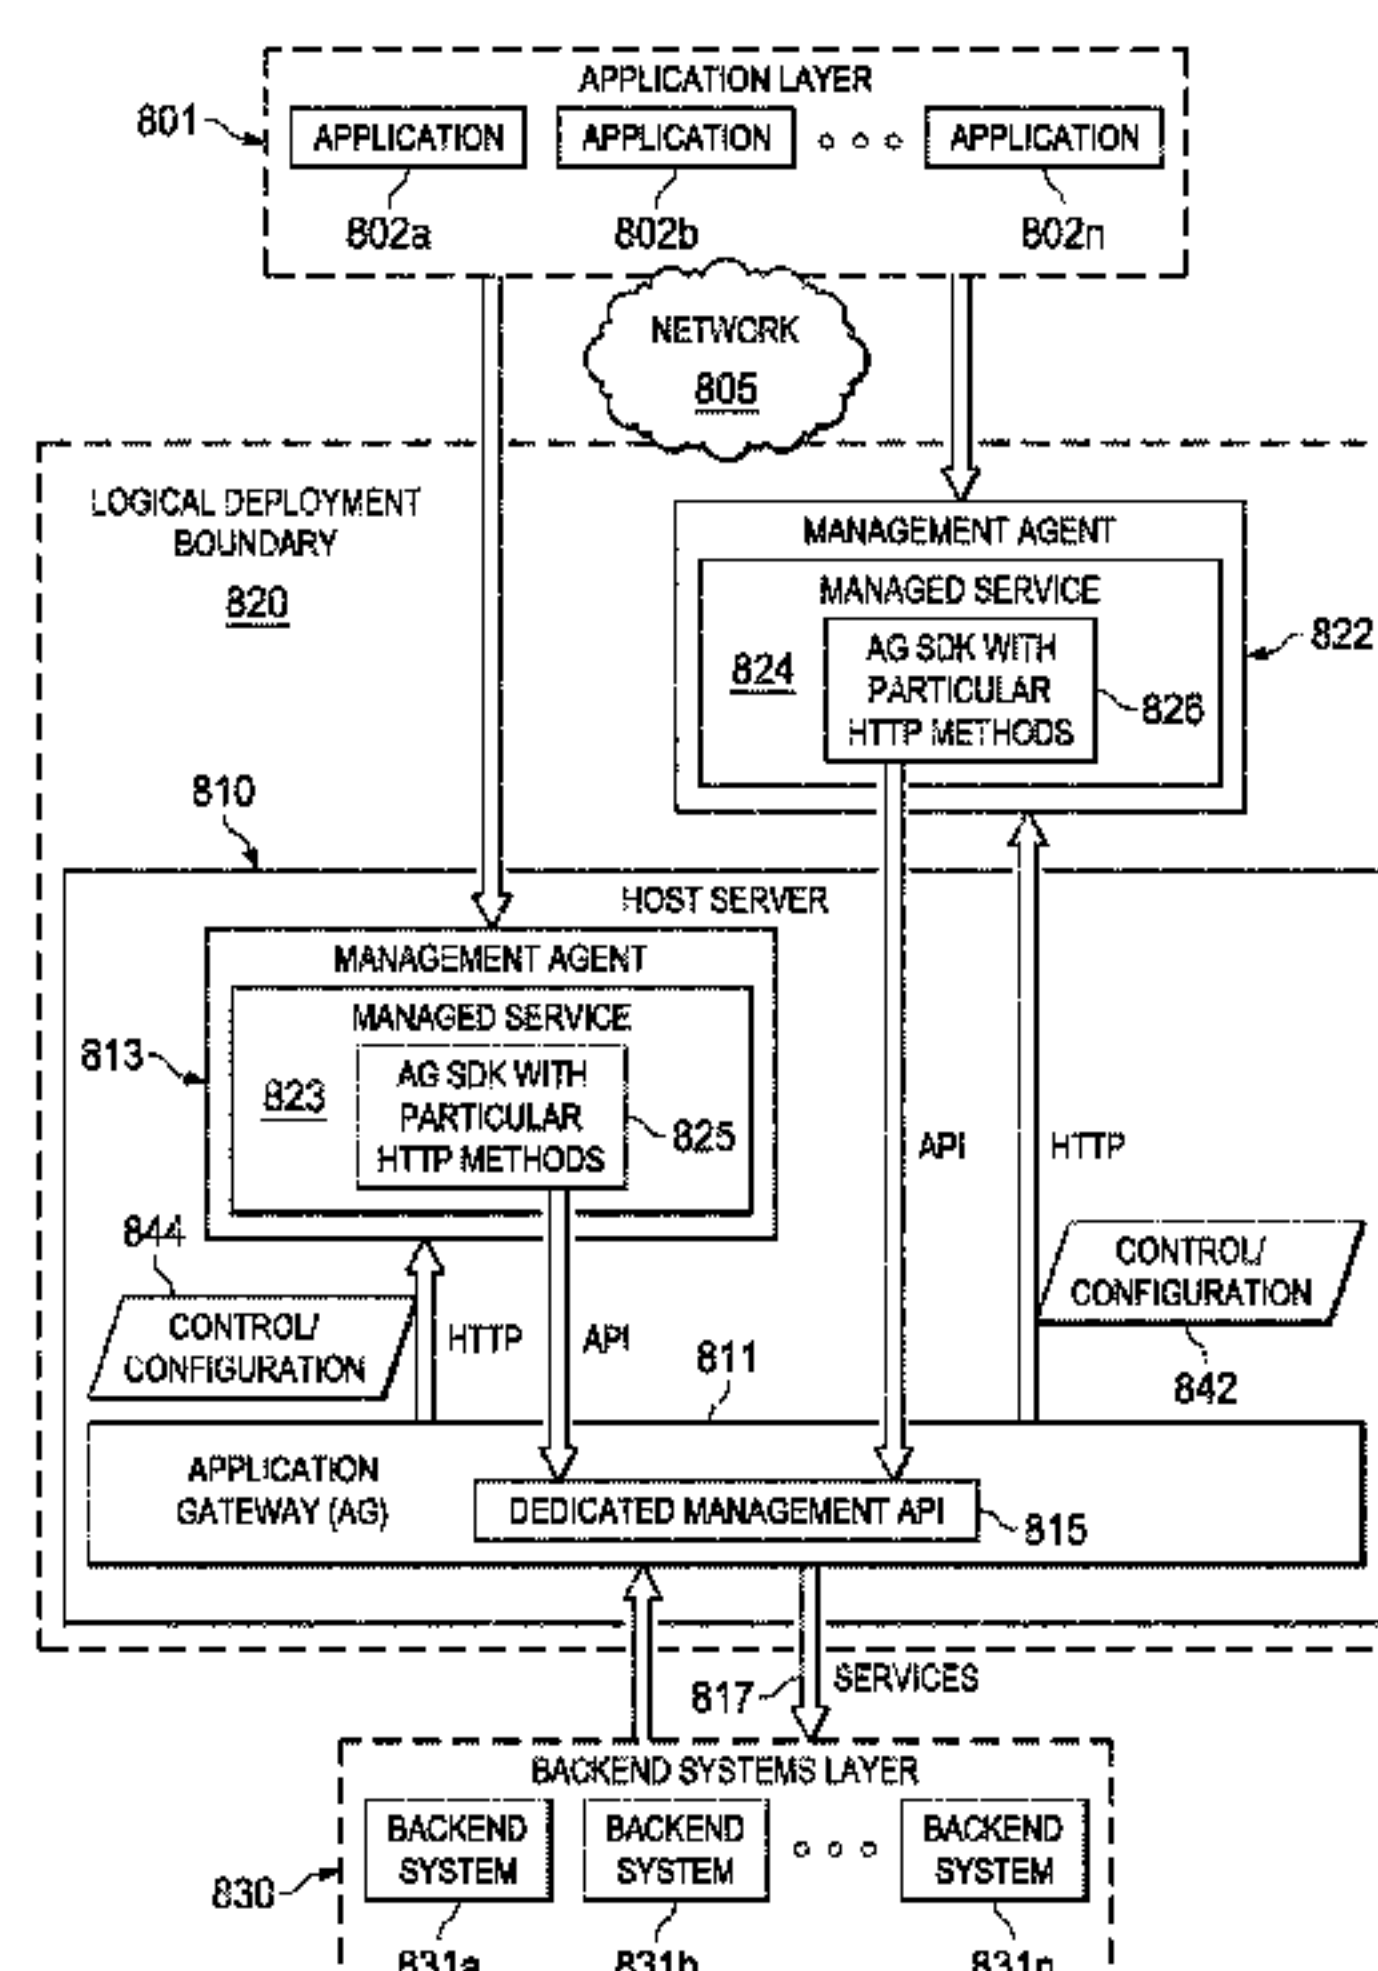 APPLICATION LAYER
801
APPLICATION
APPLICATION
APPLICATION
802a
802b
802n
NETWORK
805
LOGICAL DEPLOYMENT
BOUNDARY
820
MANAGEMENT AGENT
MANAGED SERVICE
824
AG SDK WITH
PARTICULAR
HTTP METHODS
822
826
810
HOST SERVER
MANAGEMENT AGENT
MANAGED SERVICE
813
823
AG SDK WITH
PARTICULAR
HTTP METHODS
825
API
HTTP
844
CONTROL/
CONFIGURATION
HTTP
API
CONTROL/
CONFIGURATION
842
811
APPLICATION
GATEWAY (AG)
DEDICATED MANAGEMENT API
815
817
SERVICES
BACKEND SYSTEMS LAYER
830
BACKEND
SYSTEM
BACKEND
SYSTEM
BACKEND
SYSTEM
831a
831b
831n